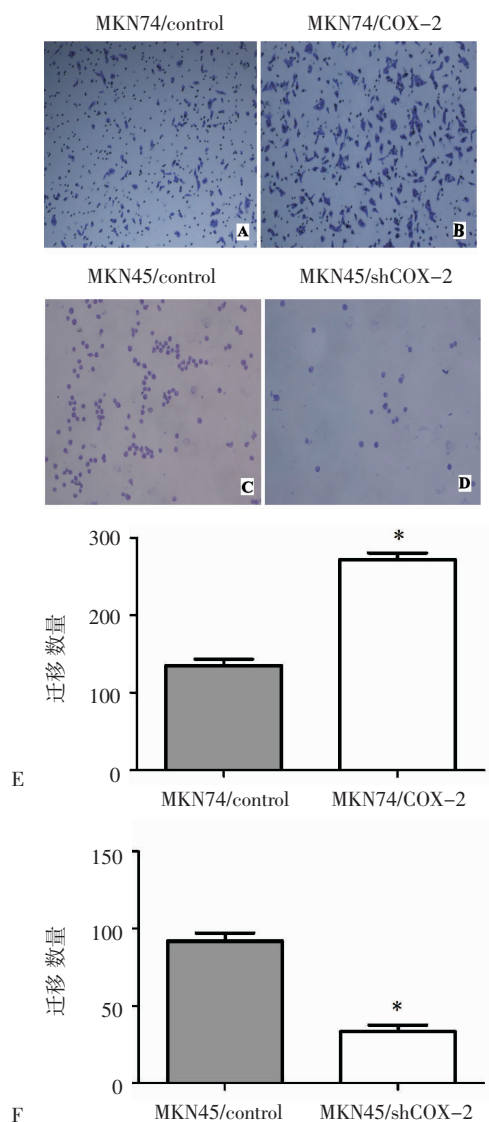 MKN74/control MKN74/COX-2
A B
MKN45/control MKN45/shCOX-2
C D
300
200
100
0
迁移 数量
*
E
MKN74/control MKN74/COX-2
150
100
50
0
迁移 数量
*
F
MKN45/control MKN45/shCOX-2